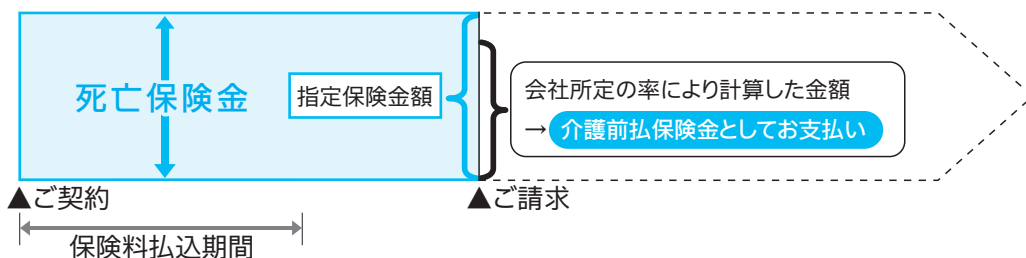 死亡保険金
指定保険金額
会社所定の率により計算した金額
→ 介護前払保険金としてお支払い
▲ご契約
▲ご請求
保険料払込期間